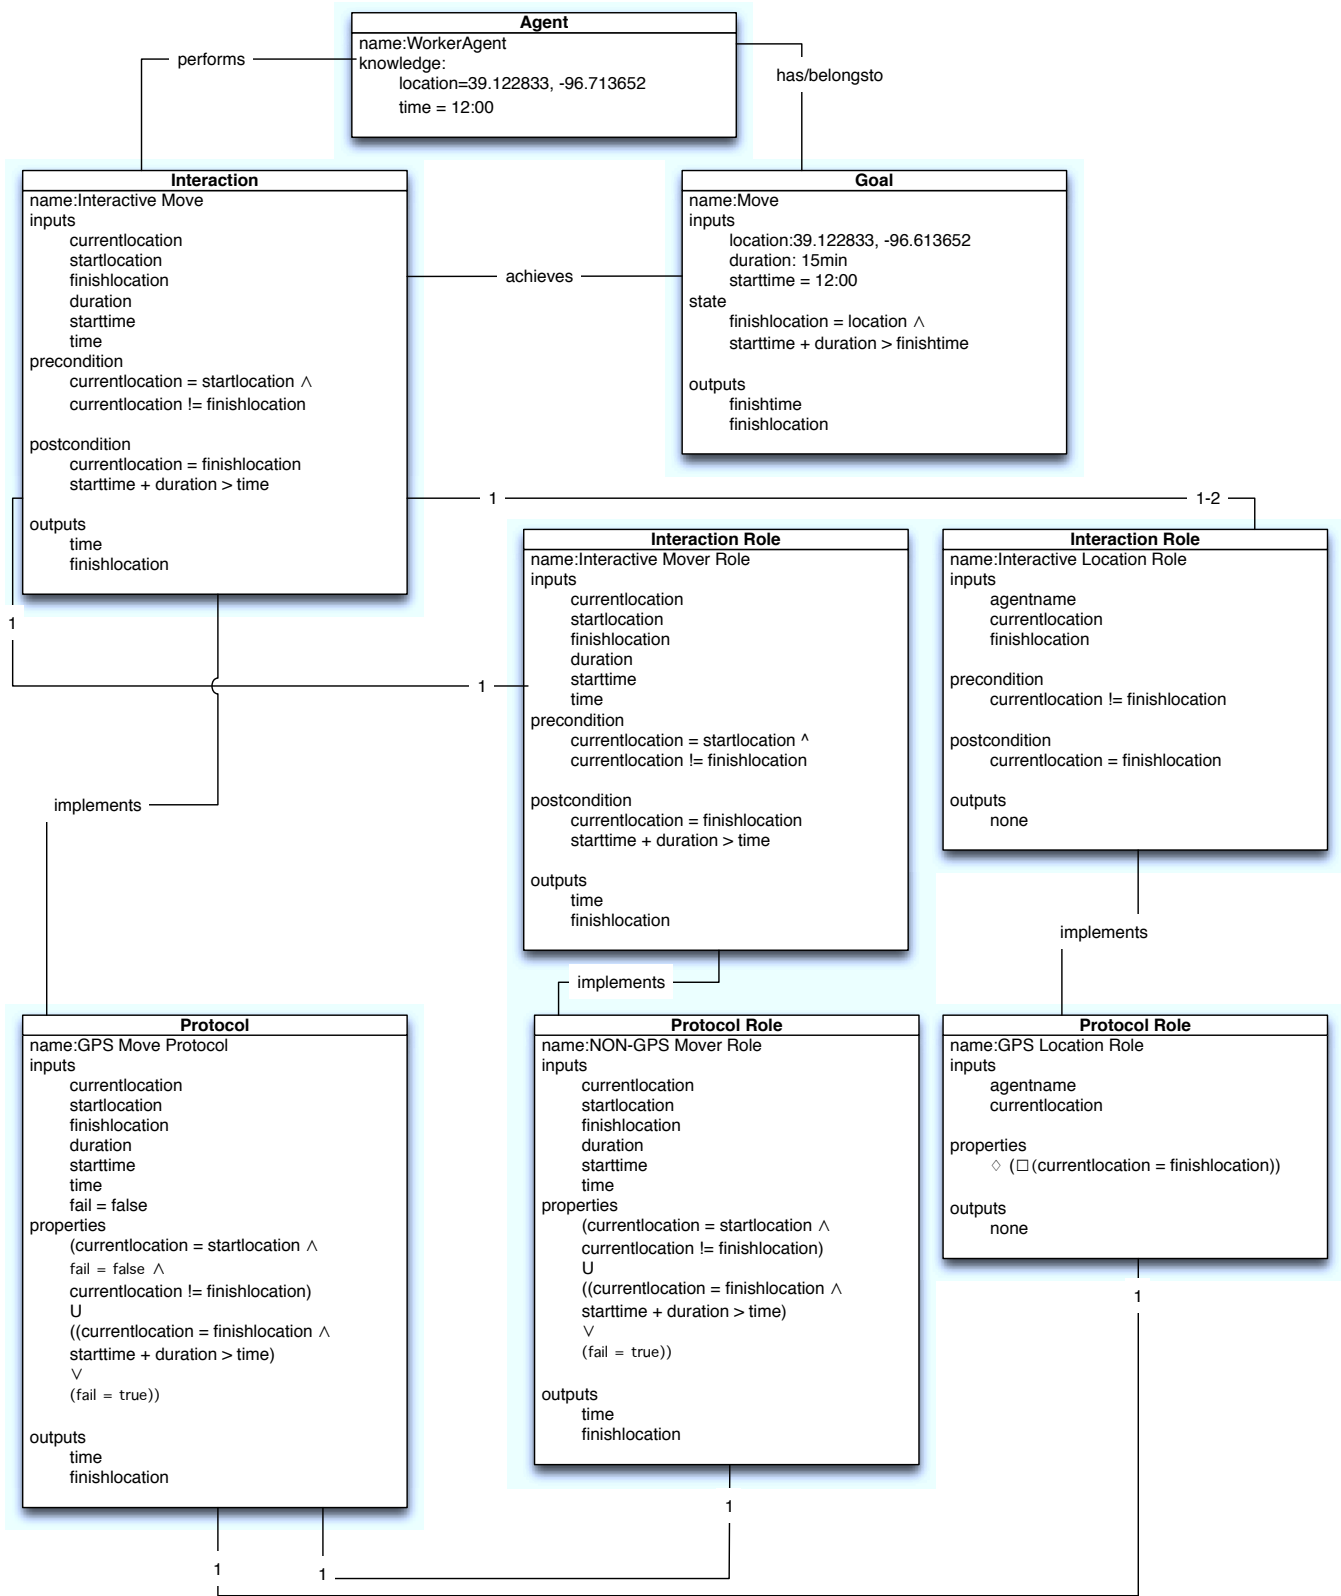 Agent
name:WorkerAgent
knowledge:
location=39.122833, -96.713652
time = 12:00
performs
has/belongsto
Interaction
name:Interactive Move
inputs
currentlocation
startlocation
finishlocation
duration
starttime
time
precondition
currentlocation = startlocation ∧
currentlocation != finishlocation
postcondition
currentlocation = finishlocation
starttime + duration > time
outputs
time
finishlocation
achieves
Goal
name:Move
inputs
location:39.122833, -96.613652
duration: 15min
starttime = 12:00
state
finishlocation = location ∧
starttime + duration > finishtime
outputs
finishtime
finishlocation
1
1-2
1
1
Interaction Role
name:Interactive Mover Role
inputs
currentlocation
startlocation
finishlocation
duration
starttime
time
precondition
currentlocation = startlocation ^
currentlocation != finishlocation
postcondition
currentlocation = finishlocation
starttime + duration > time
outputs
time
finishlocation
Interaction Role
name:Interactive Location Role
inputs
agentname
currentlocation
finishlocation
precondition
currentlocation != finishlocation
postcondition
currentlocation = finishlocation
outputs
none
implements
implements
implements
Protocol
name:GPS Move Protocol
inputs
currentlocation
startlocation
finishlocation
duration
starttime
time
fail = false
properties
(currentlocation = startlocation ∧
fail = false ∧
currentlocation != finishlocation)
U
((currentlocation = finishlocation ∧
starttime + duration > time)
∨
(fail = true))
outputs
time
finishlocation
Protocol Role
name:NON-GPS Mover Role
inputs
currentlocation
startlocation
finishlocation
duration
starttime
time
properties
(currentlocation = startlocation ∧
currentlocation != finishlocation)
U
((currentlocation = finishlocation ∧
starttime + duration > time)
∨
(fail = true))
outputs
time
finishlocation
Protocol Role
name:GPS Location Role
inputs
agentname
currentlocation
properties
♢ (□(currentlocation = finishlocation))
outputs
none
1
1
1
1